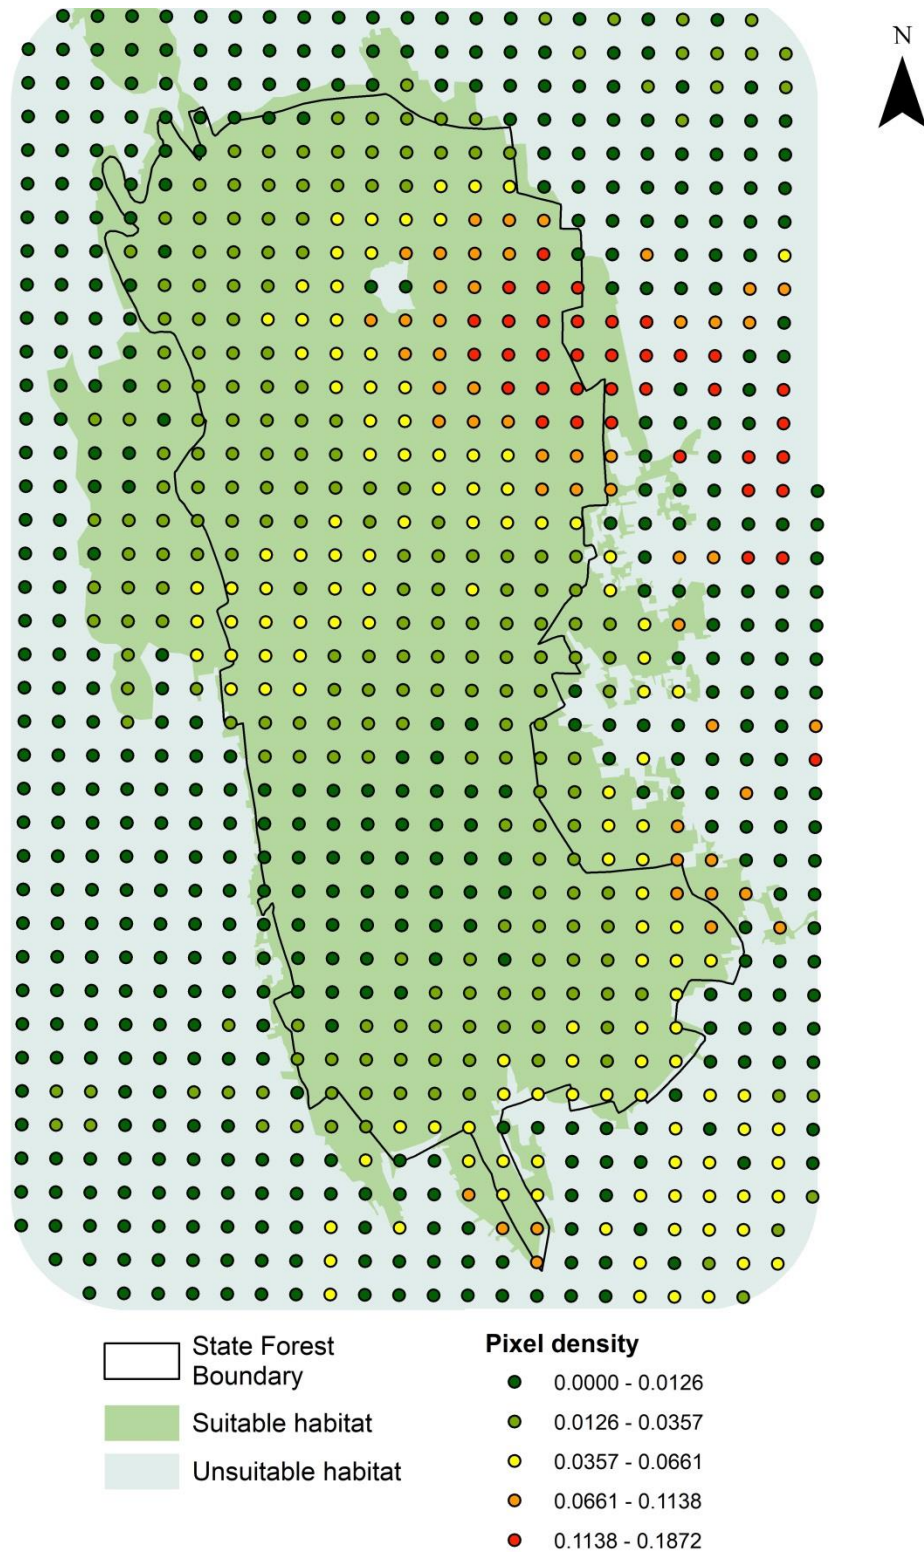 N
State Forest
Boundary
Suitable habitat
Unsuitable habitat
Pixel density
0.0000 - 0.0126
0.0126 - 0.0357
0.0357 - 0.0661
0.0661 - 0.1138
0.1138 - 0.1872